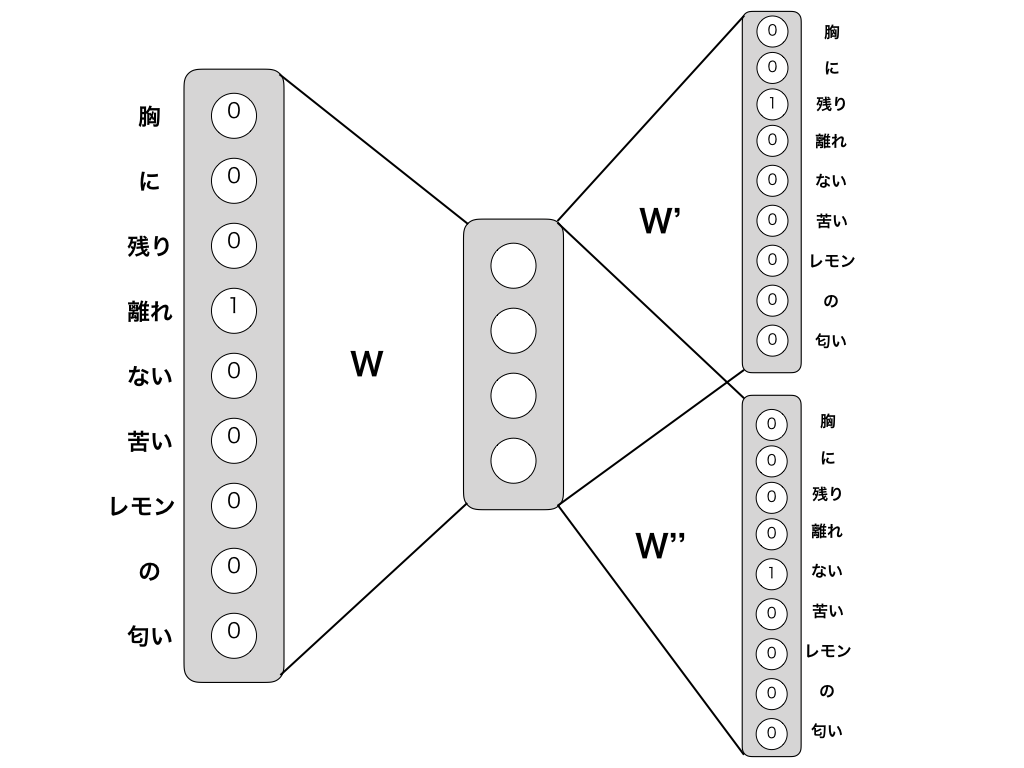 胸 0
に 0
残り 0
離れ 1
ない 0
苦い 0
レモン 0
の 0
匂い 0
W
W’
W’’
0 胸
0 に
1 残り
0 離れ
0 ない
0 苦い
0 レモン
0 の
0 匂い
0 胸
0 に
0 残り
0 離れ
1 ない
0 苦い
0 レモン
0 の
0 匂い